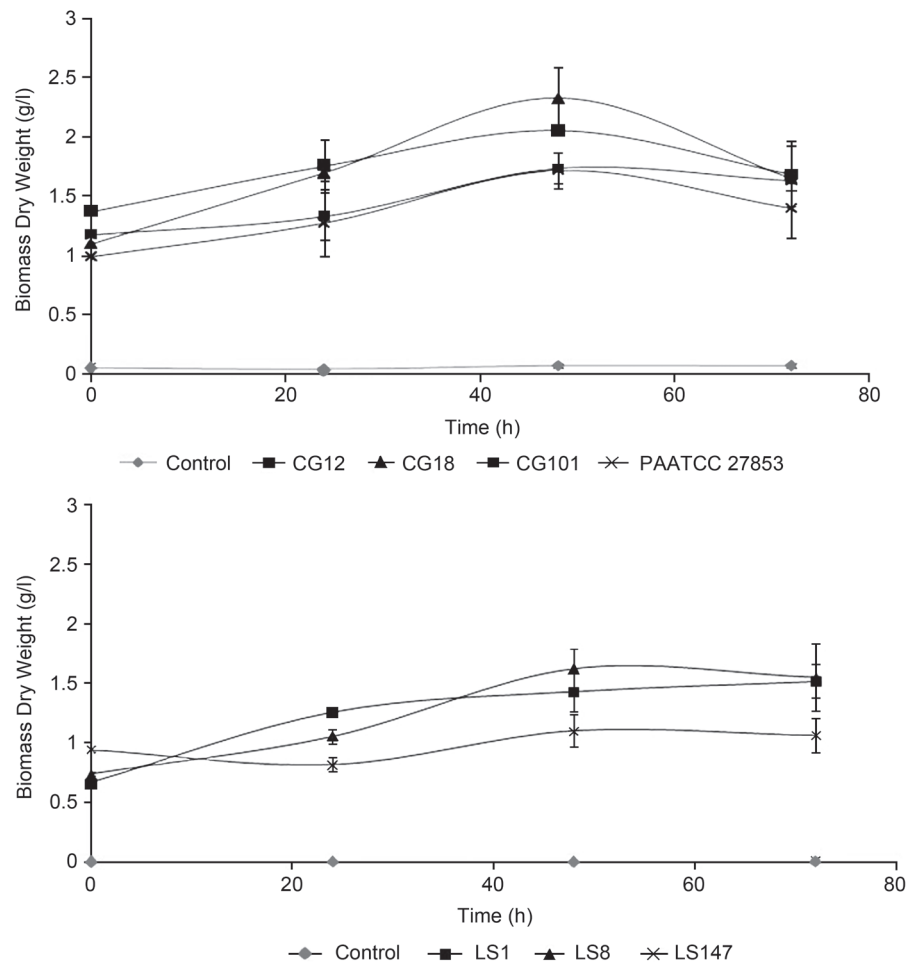 3
2.5
2
1.5
1
0.5
0
Biomass Dry Weight (g/l)
0 20 40 60 80
Time (h)
Control CG12 CG18 CG101 PAATCC 27853
3
2.5
2
1.5
1
0.5
0
Biomass Dry Weight (g/l)
0 20 40 60 80
Time (h)
Control LS1 LS8 LS147